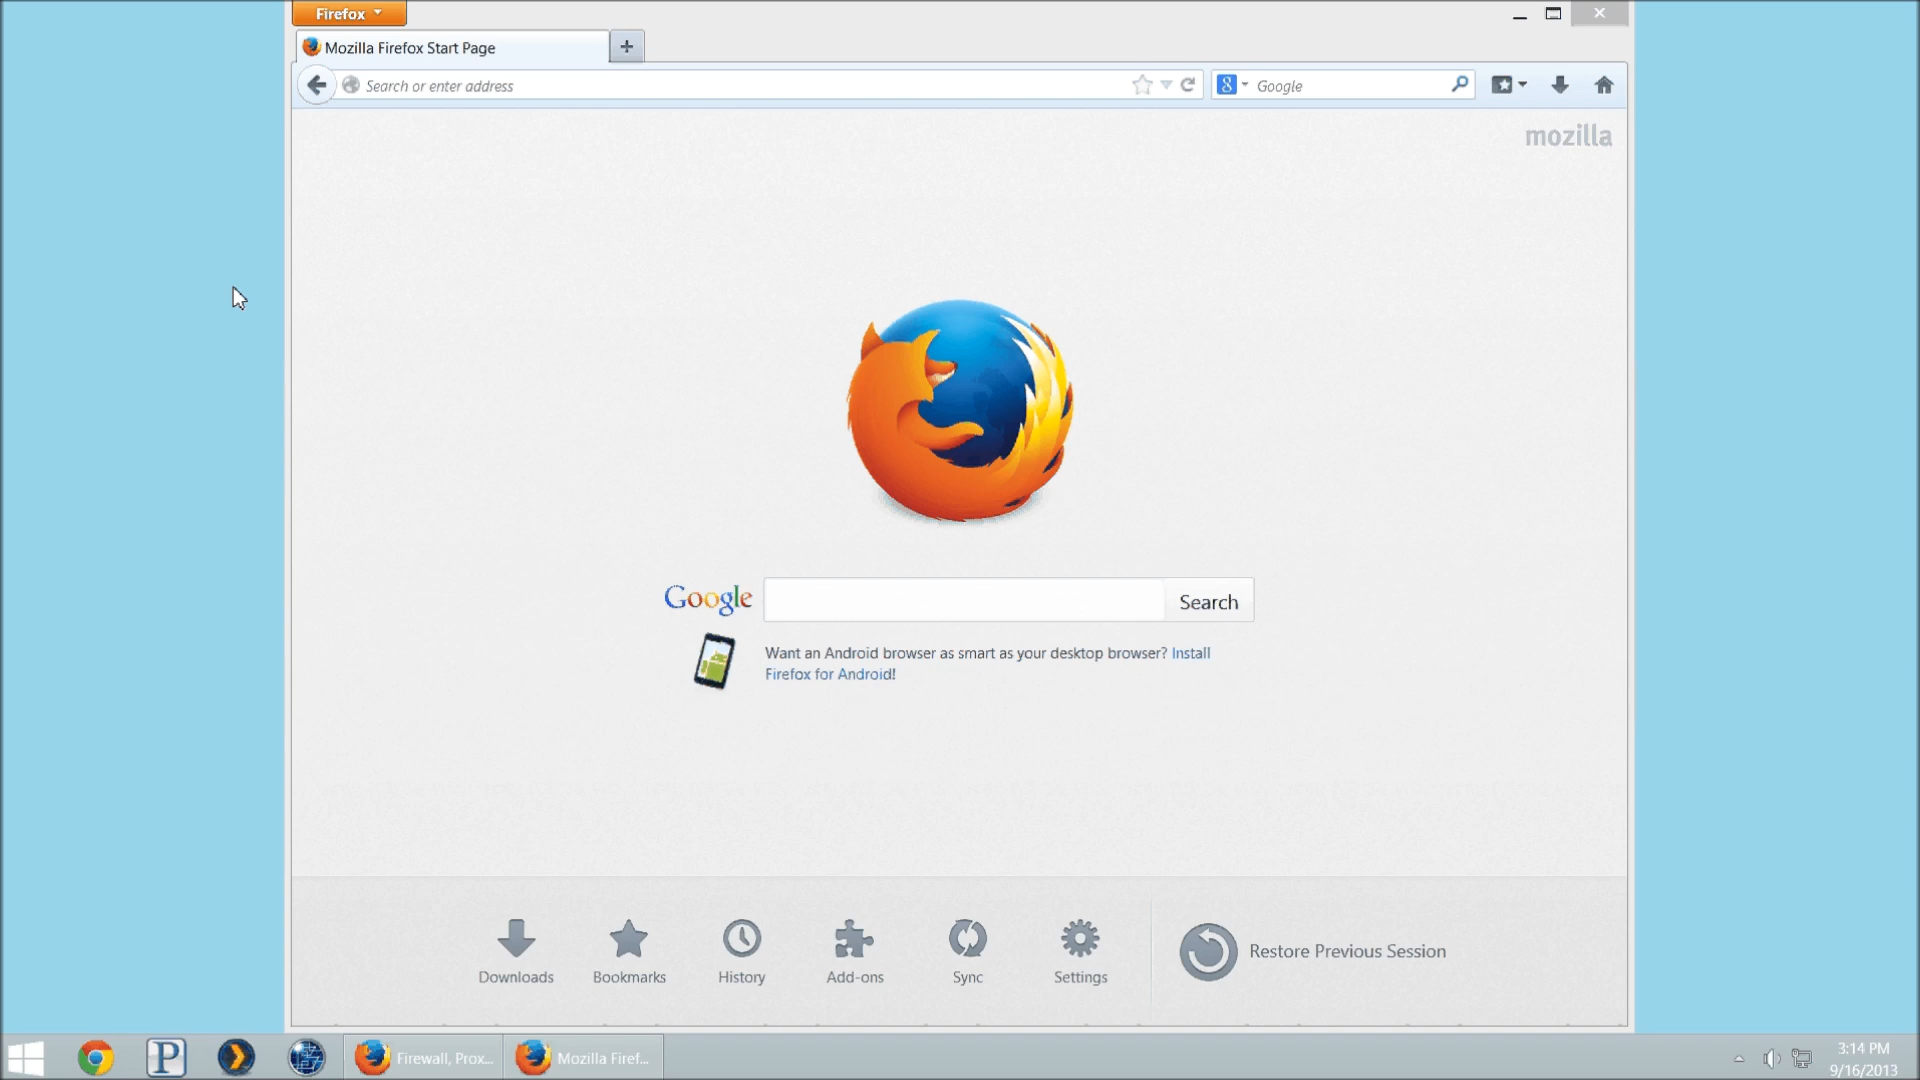 Firefox
Mozilla Firefox Start Page
Search or enter address
8
Google
mozilla
Google
Search
Want an Android browser as smart as your desktop browser? Install
Firefox for Android!
Downloads
Bookmarks
History
Add-ons
Sync
Settings
Restore Previous Session
P
Firewall, Prox...
Mozilla Firef...
3:14 PM
9/16/2013